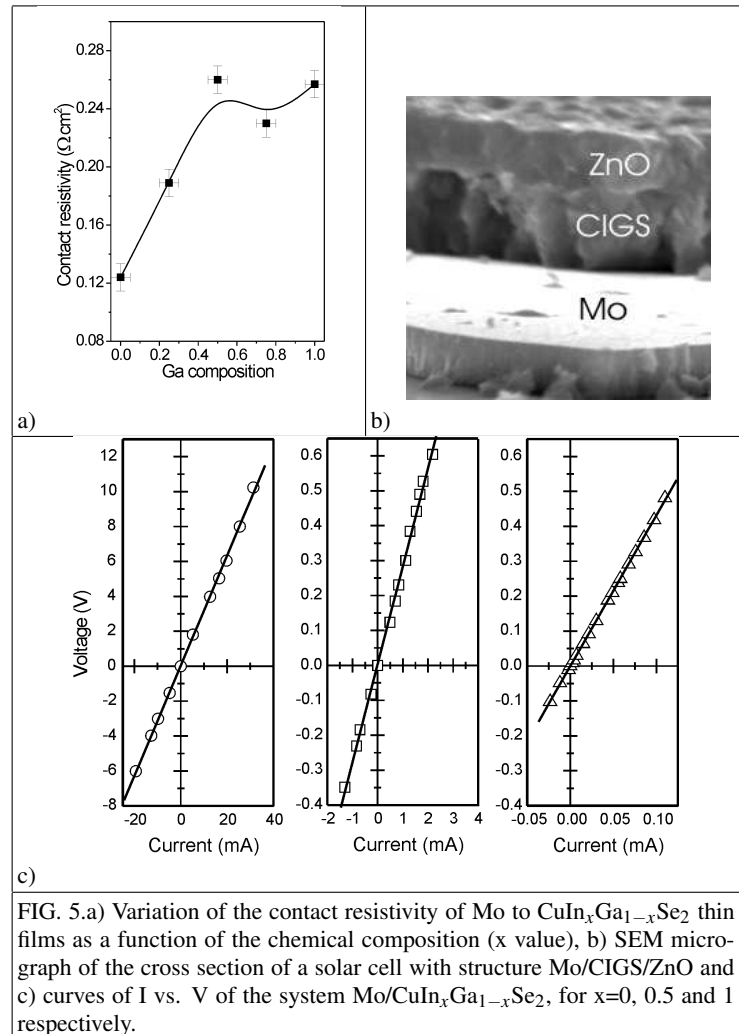 0.28
0.24
0.20
0.16
0.12
0.08
Contact resistivity (Ω cm²)
0.0 0.2 0.4 0.6 0.8 1.0
Ga composition
a)
ZnO
CIGS
Mo
b)
12
10
8
6
4
2
0
-2
-4
-6
-8
Voltage (V)
-20 0 20 40
Current (mA)
0.6
0.5
0.4
0.3
0.2
0.1
0.0
-0.1
-0.2
-0.3
-0.4
-2 -1 0 1 2 3 4
Current (mA)
0.6
0.5
0.4
0.3
0.2
0.1
0.0
-0.1
-0.2
-0.3
-0.4
-0.05 0.00 0.05 0.10
Current (mA)
c)
FIG. 5.a) Variation of the contact resistivity of Mo to CuInₓGa₁₋ₓSe₂ thin
films as a function of the chemical composition (x value), b) SEM micro-
graph of the cross section of a solar cell with structure Mo/CIGS/ZnO and
c) curves of I vs. V of the system Mo/CuInₓGa₁₋ₓSe₂, for x=0, 0.5 and 1
respectively.